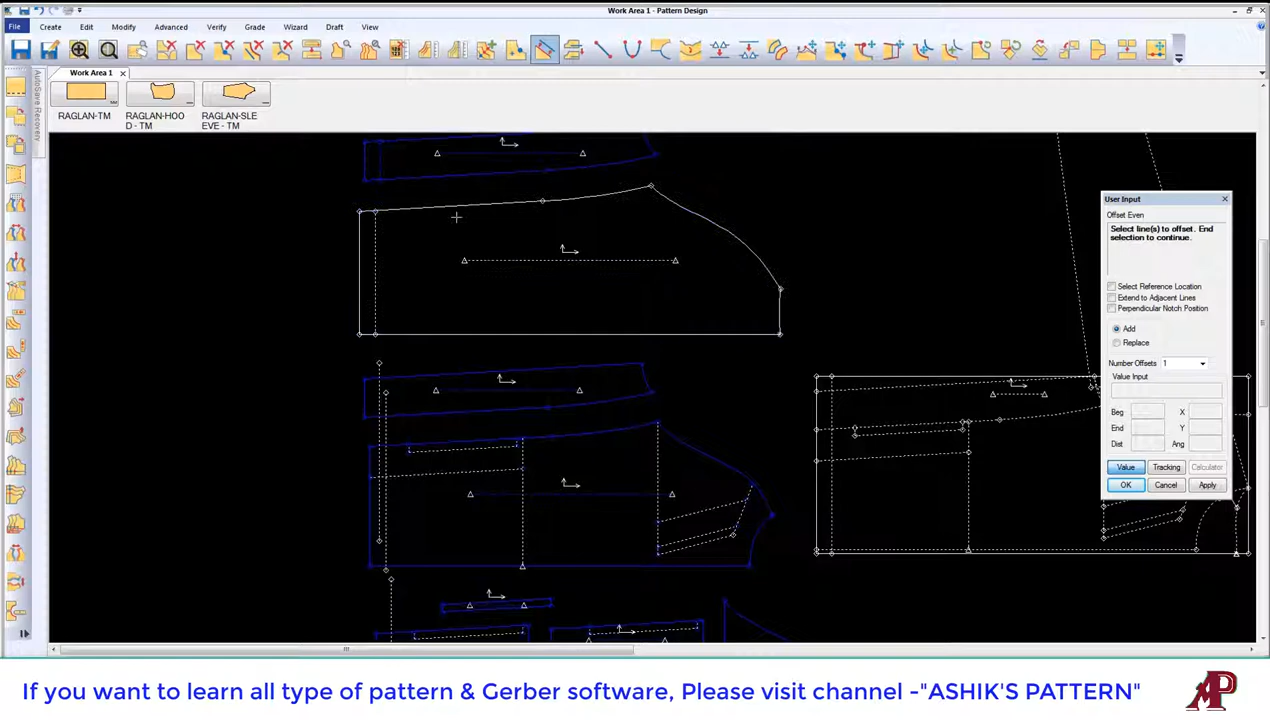 Work Area 1 - Pattern Design
File Create Edit Modify Advanced Verify Grade Wizard Draft View
Work Area 1
AutoSave Recovery
RAGLAN-TM
RAGLAN-HOO
D - TM
RAGLAN-SLE
EVE - TM
User Input
Offset Even
Select line(s) to offset. End
selection to continue.
Select Reference Location
Extend to Adjacent Lines
Perpendicular Notch Position
Add
Replace
Number Offsets 1
Value Input
Beg X
End Y
Dist Ang
Value Tracking Calculator
OK Cancel Apply
If you want to learn all type of pattern & Gerber software, Please visit channel -"ASHIK'S PATTERN"
AP